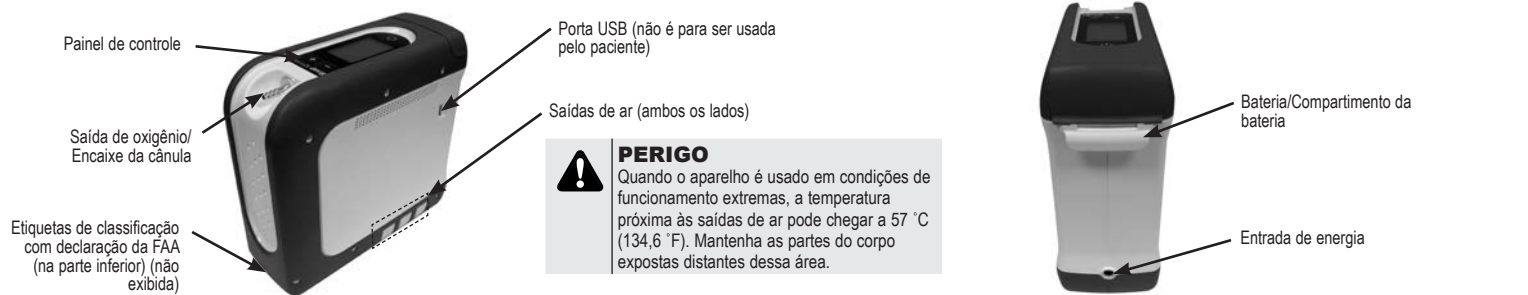 Painel de controle
Saída de oxigênio/
Encaixe da cânula
Etiquetas de classificação
com declaração da FAA
(na parte inferior) (não
exibida)
Porta USB (não é para ser usada
pelo paciente)
Saídas de ar (ambos os lados)
PERIGO
Quando o aparelho é usado em condições de
funcionamento extremas, a temperatura
próxima às saídas de ar pode chegar a 57 ˚C
(134,6 ˚F). Mantenha as partes do corpo
expostas distantes dessa área.
Bateria/Compartimento da
bateria
Entrada de energia